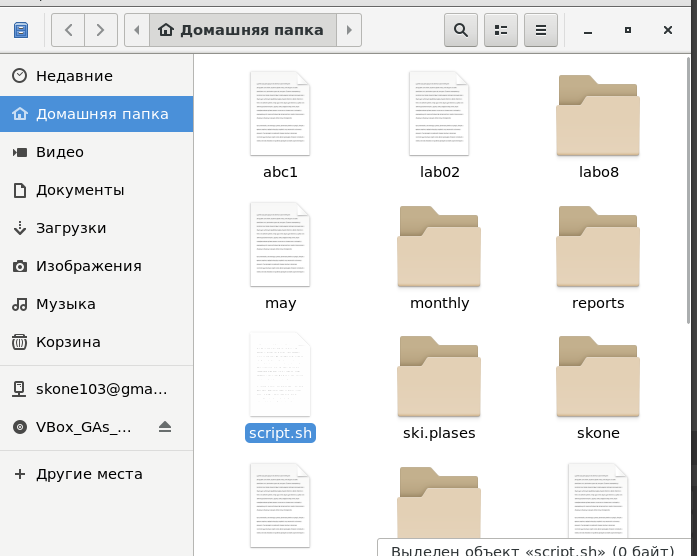 Домашняя папка
Недавние
Домашняя папка
Видео
Документы
Загрузки
Изображения
Музыка
Корзина
skone103@gma...
VBox_GAs_...
Другие места
abc1
lab02
labo8
may
monthly
reports
script.sh
ski.plases
skone
Выделен объект «script.sh» (0 байт)